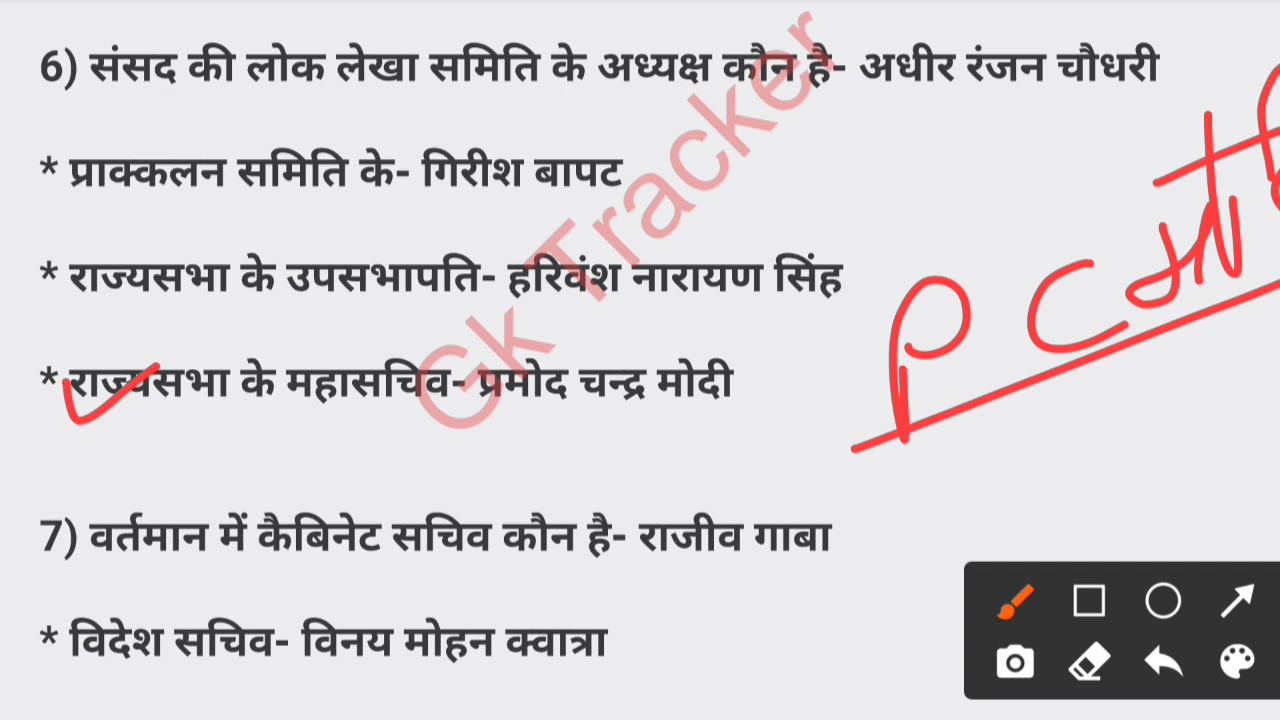 6) संसद की लोक लेखा समिति के अध्यक्ष कौन है- अधीर रंजन चौधरी
* प्राक्कलन समिति के- गिरीश बापट
* राज्यसभा के उपसभापति- हरिवंश नारायण सिंह
* राज्यसभा के महासचिव- प्रमोद चन्द्र मोदी
7) वर्तमान में कैबिनेट सचिव कौन है- राजीव गाबा
* विदेश सचिव- विनय मोहन क्वात्रा
Gk Tracker
P C